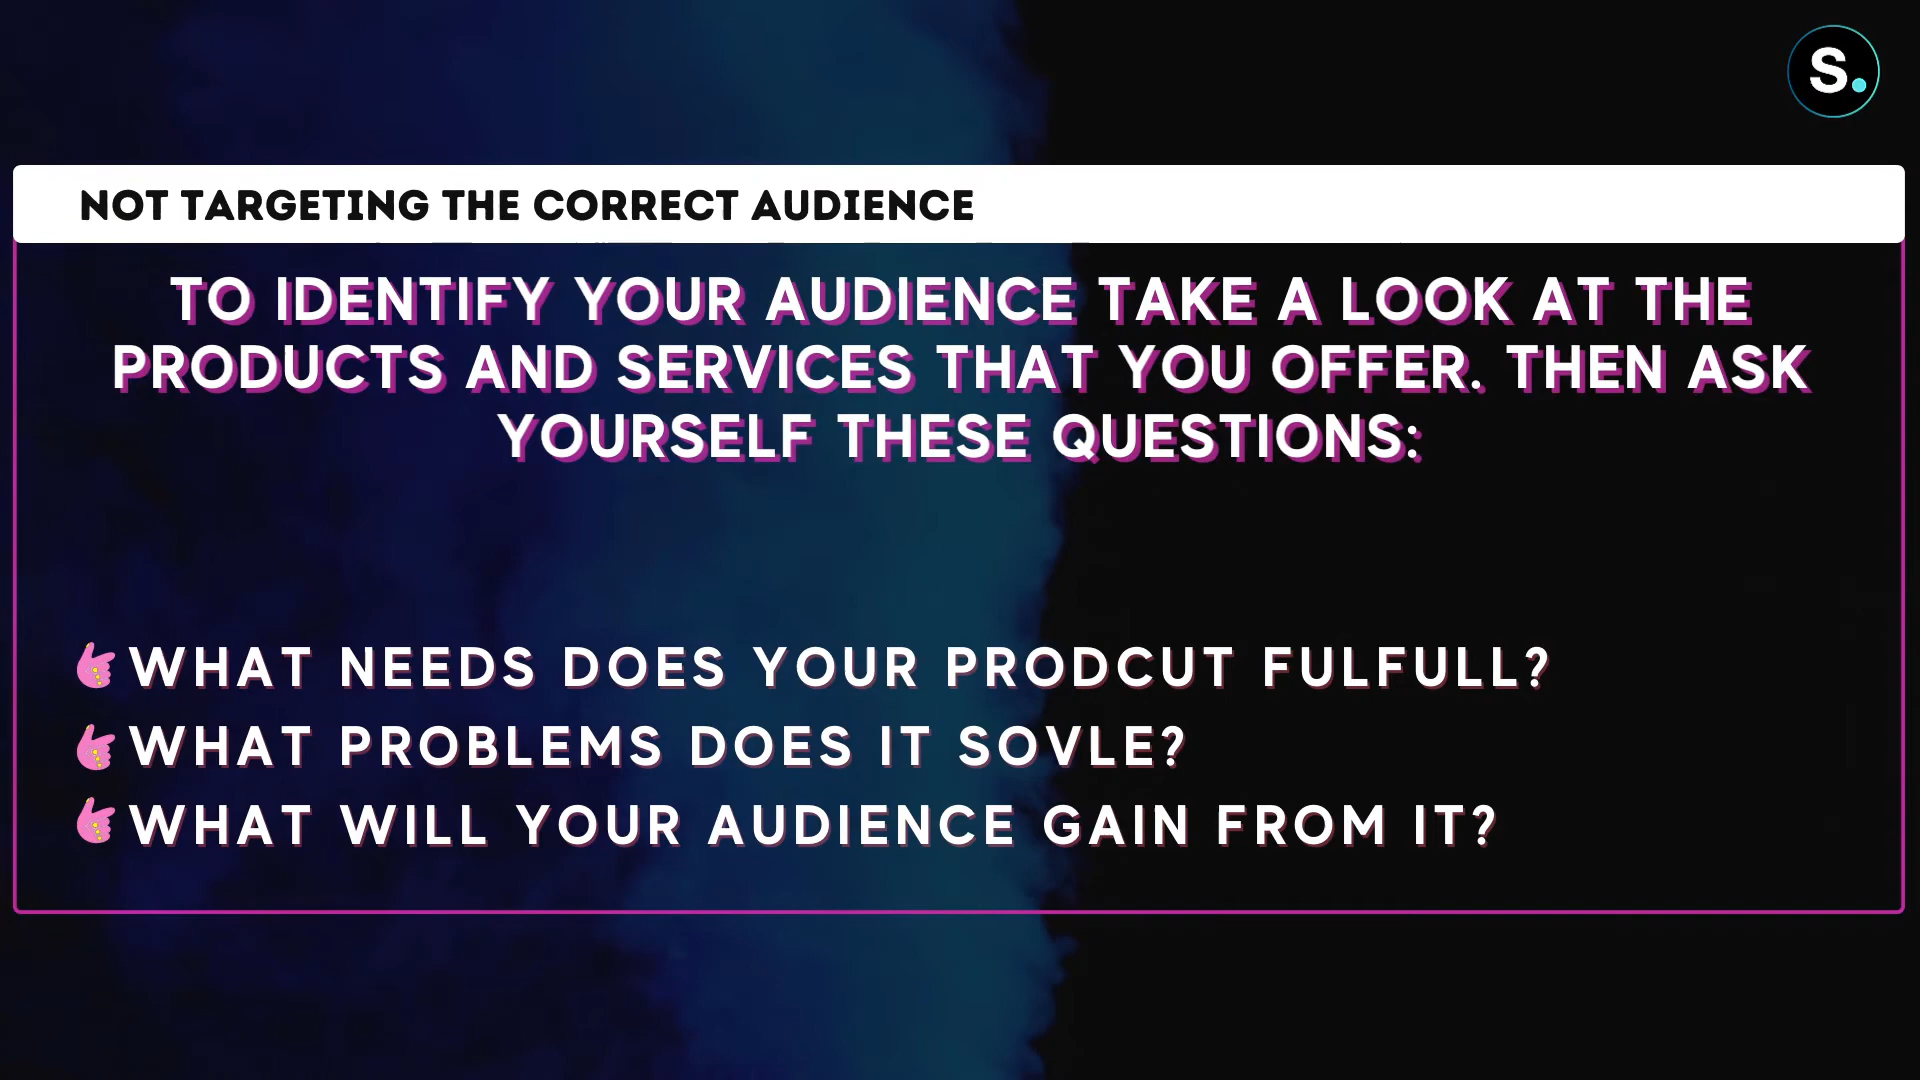 S.
NOT TARGETING THE CORRECT AUDIENCE
TO IDENTIFY YOUR AUDIENCE TAKE A LOOK AT THE
PRODUCTS AND SERVICES THAT YOU OFFER. THEN ASK
YOURSELF THESE QUESTIONS:
WHAT NEEDS DOES YOUR PRODCUT FULFULL?
WHAT PROBLEMS DOES IT SOVLE?
WHAT WILL YOUR AUDIENCE GAIN FROM IT?